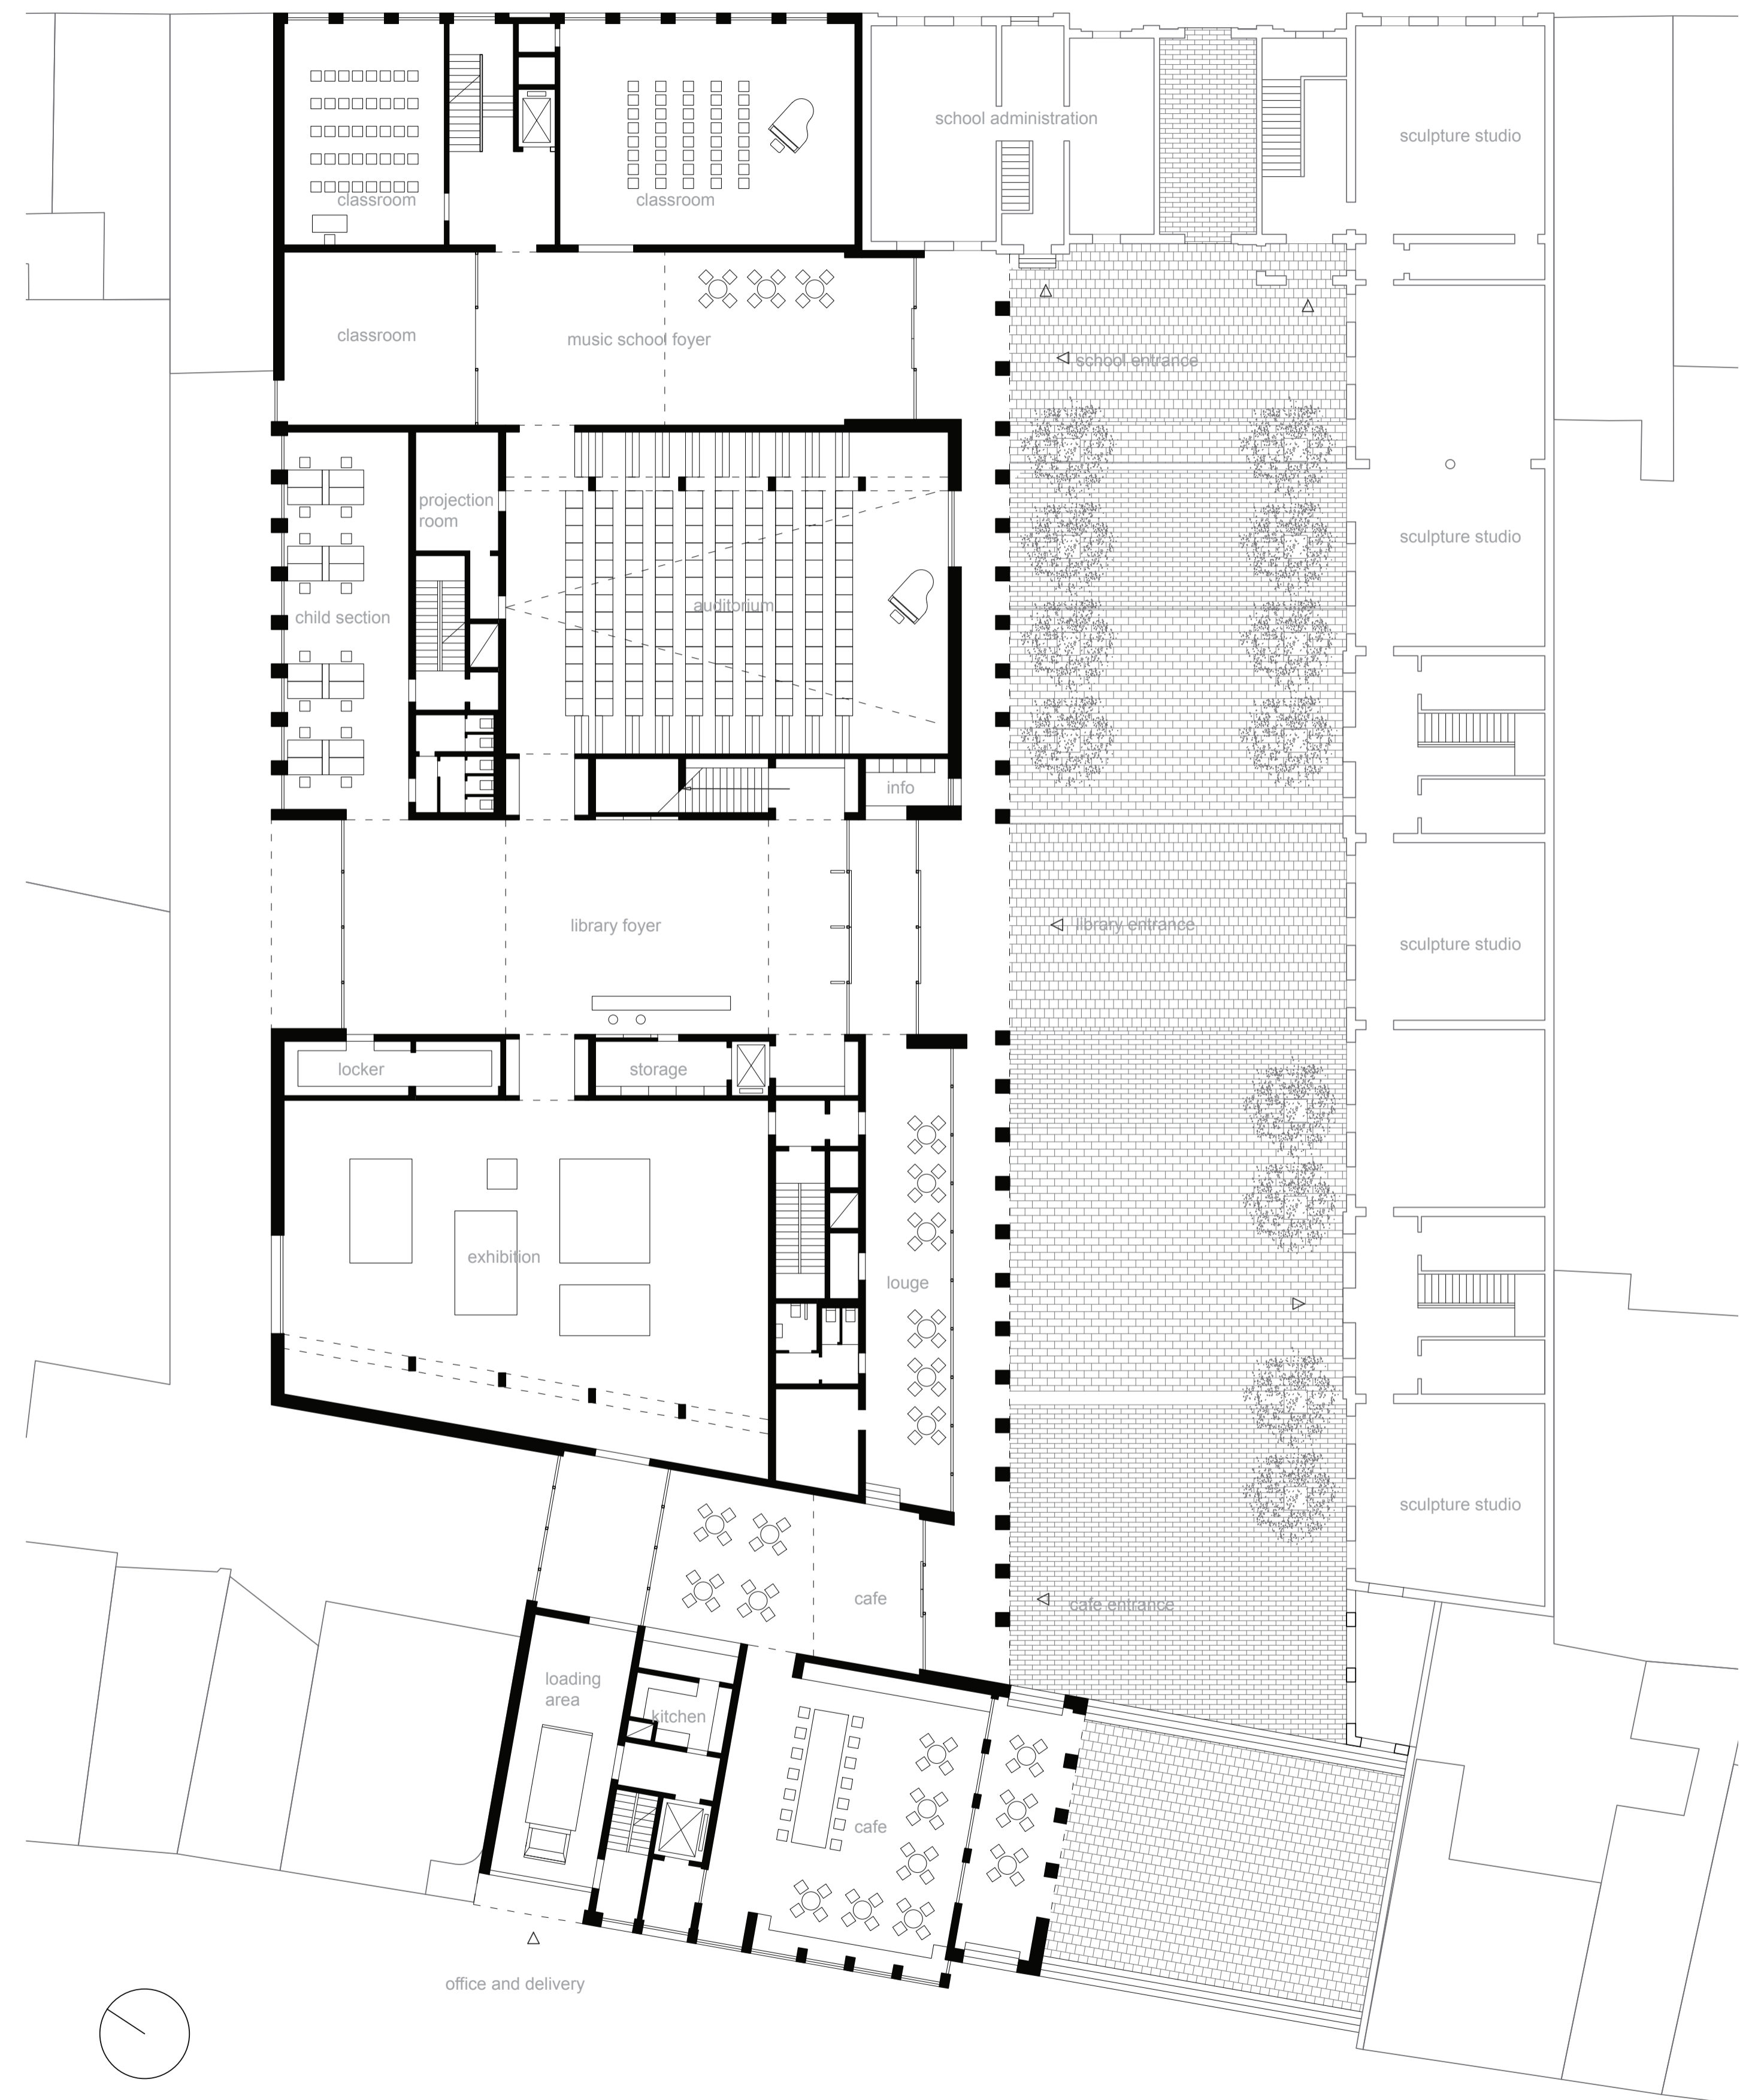 school administration
sculpture studio
classroom
classroom
classroom
music school foyer
school entrance
projection
room
sculpture studio
auditorium
child section
info
library foyer
library entrance
sculpture studio
locker
storage
exhibition
louge
sculpture studio
cafe
cafe entrance
loading
area
kitchen
cafe
office and delivery